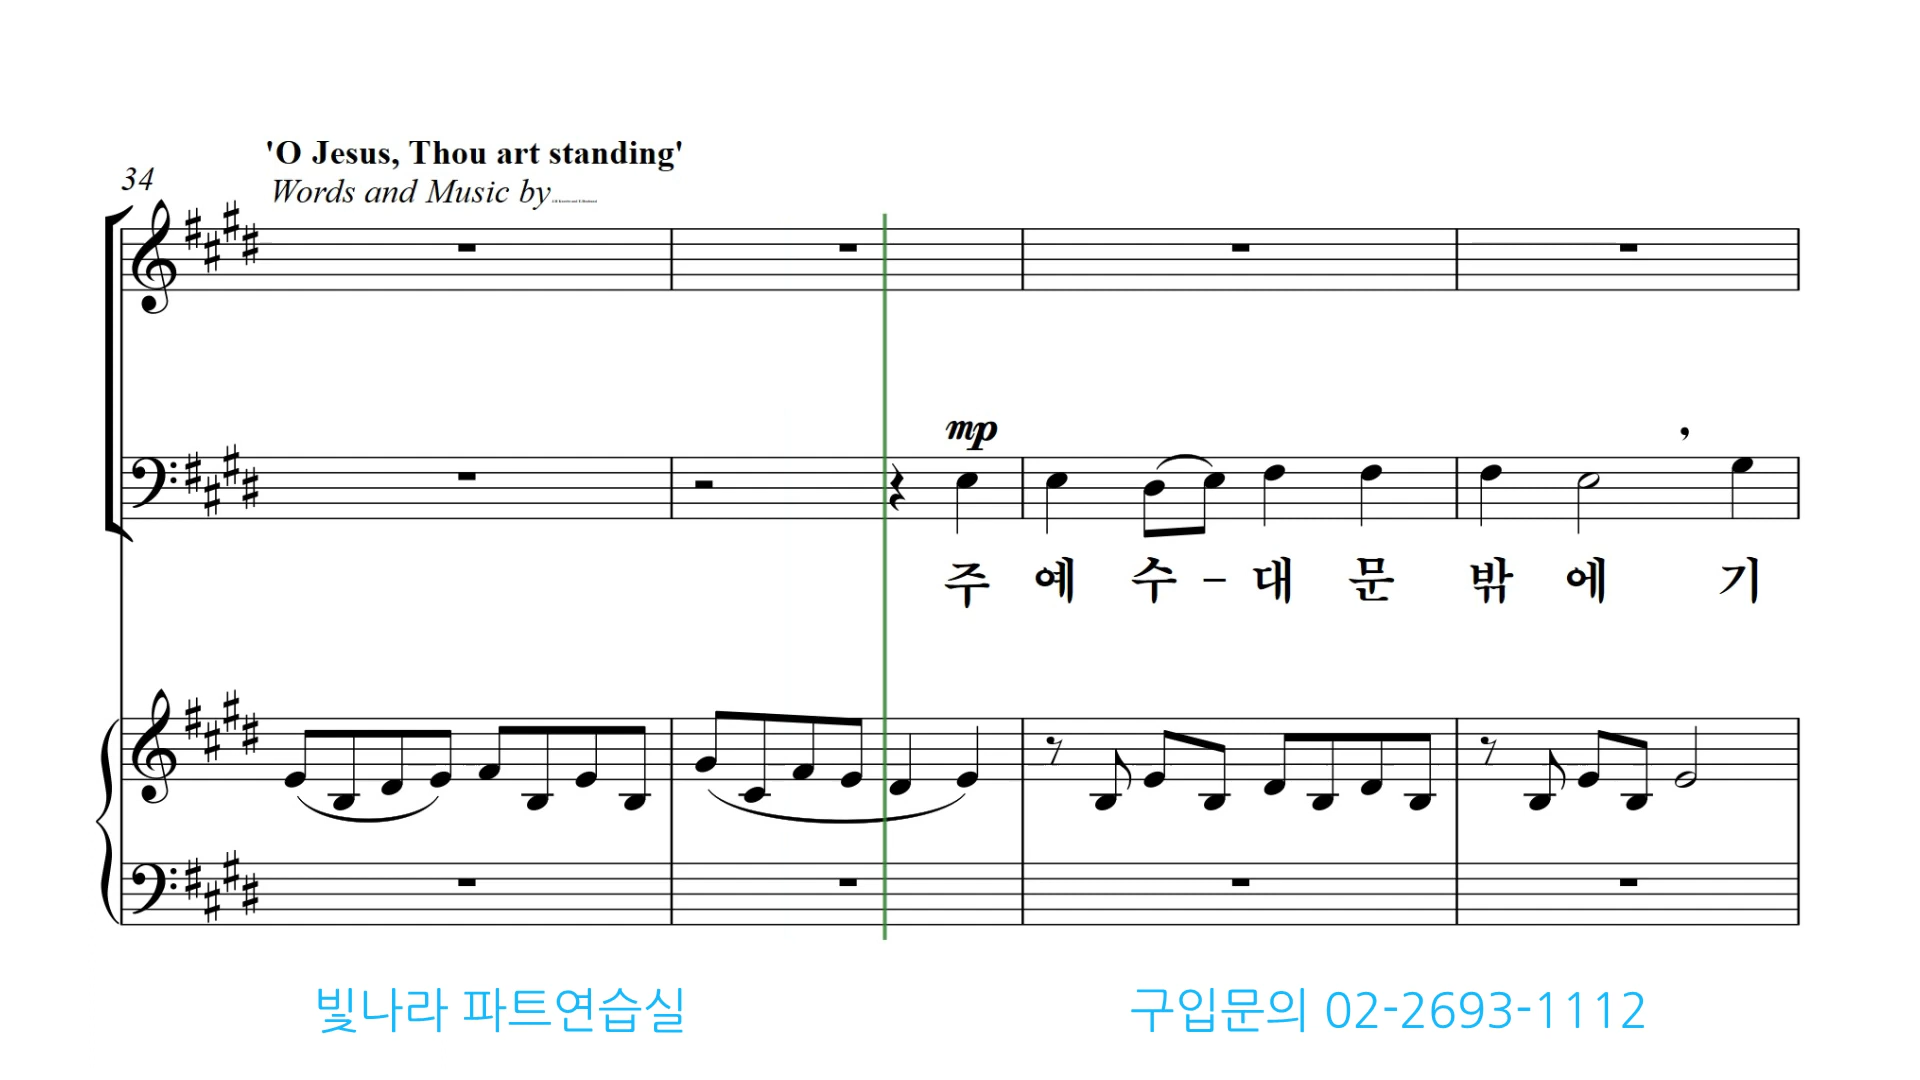 'O Jesus, Thou art standing'
34
Words and Music by
mp
주 예 수 - 대 문 밖 에 기
빛나라 파트연습실
구입문의 02-2693-1112